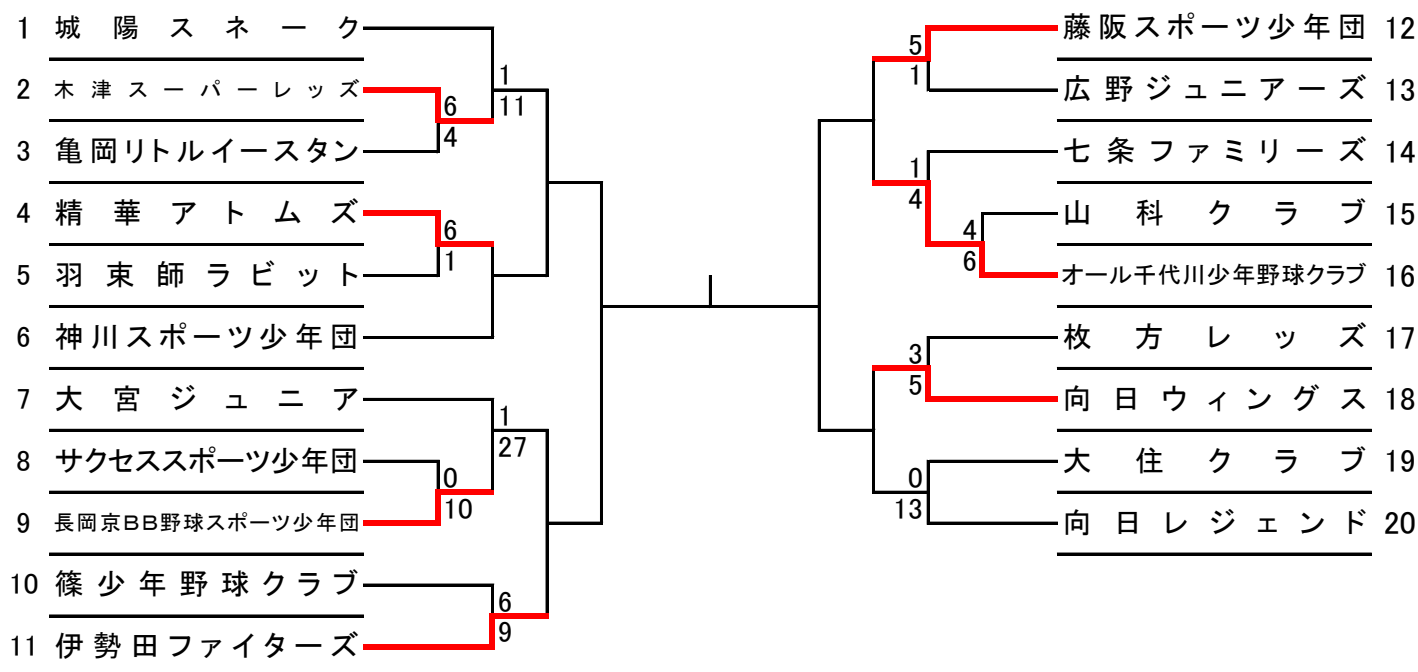 1 城陽スネーク
2 木津スーパーレッズ
3 亀岡リトルイースタン
4 精華アトムズ
5 羽束師ラビット
6 神川スポーツ少年団
7 大宮ジュニア
8 サクセススポーツ少年団
9 長岡京BB野球スポーツ少年団
10 篠少年野球クラブ
11 伊勢田ファイターズ
6
4
1
11
6
1
0
10
1
27
6
9
藤阪スポーツ少年団 12
広野ジュニアーズ 13
七条ファミリーズ 14
山科クラブ 15
オール千代川少年野球クラブ 16
枚方レッズ 17
向日ウィングス 18
大住クラブ 19
向日レジェンド 20
5
1
1
4
4
6
3
5
0
13